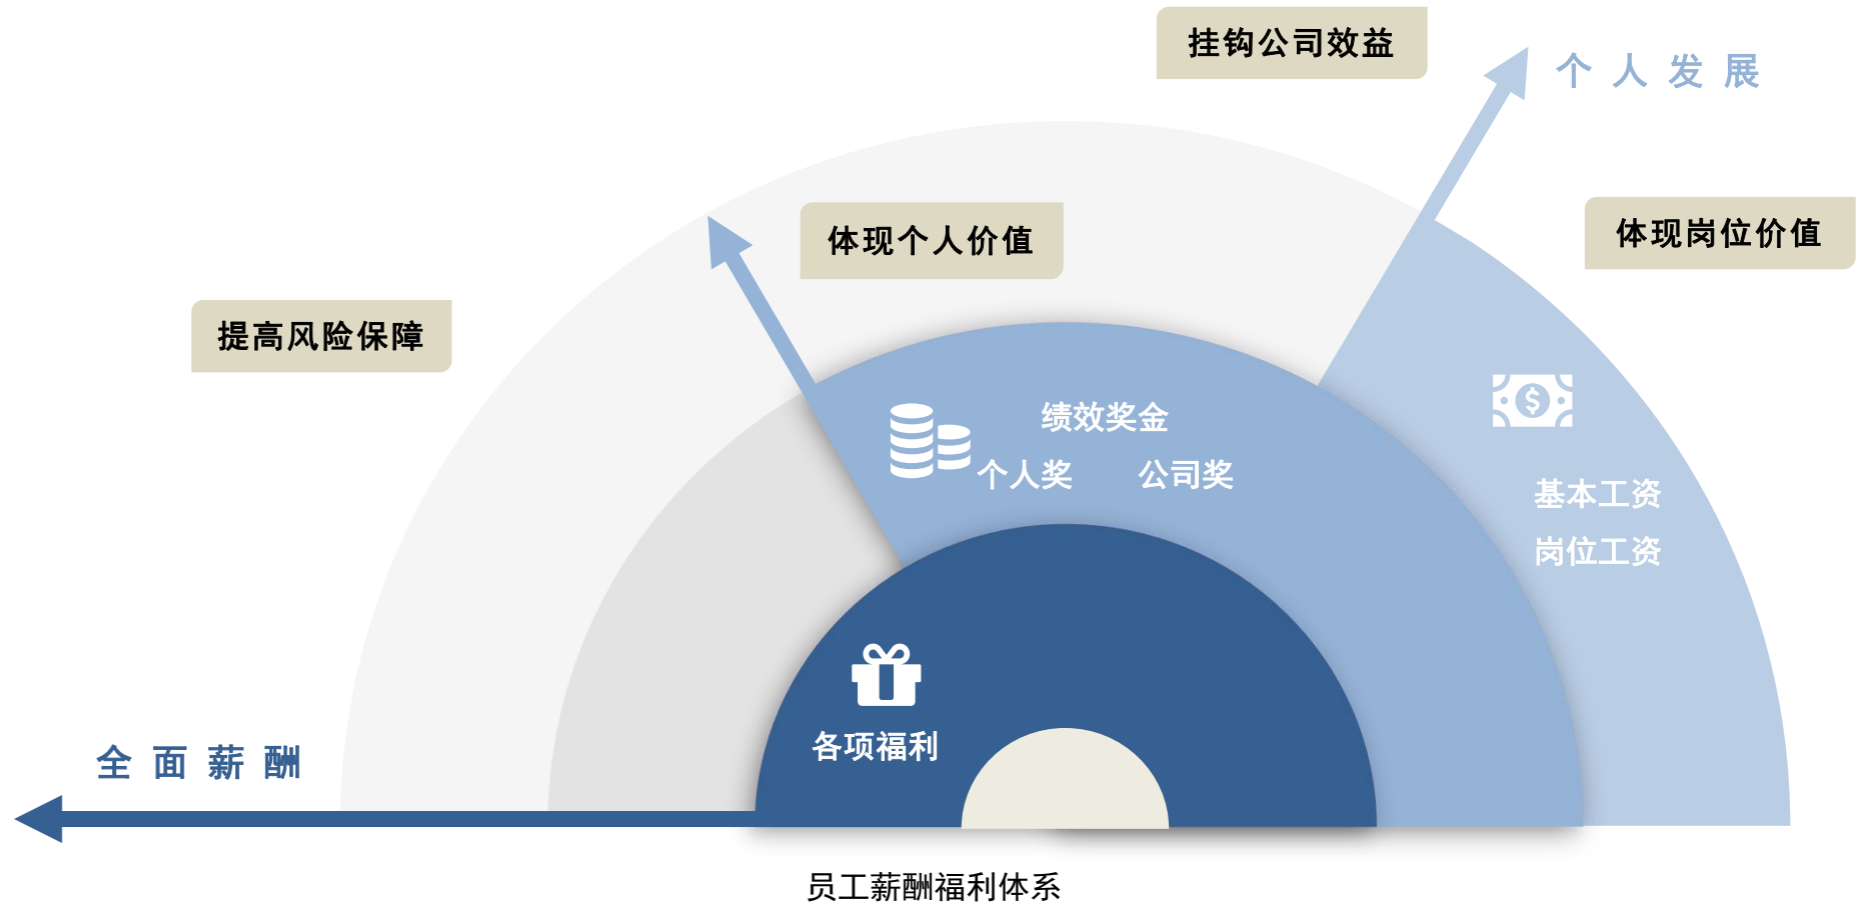 挂钩公司效益
个人发展
体现个人价值
体现岗位价值
提高风险保障
绩效奖金
个人奖 公司奖
基本工资
岗位工资
各项福利
全面薪酬
员工薪酬福利体系